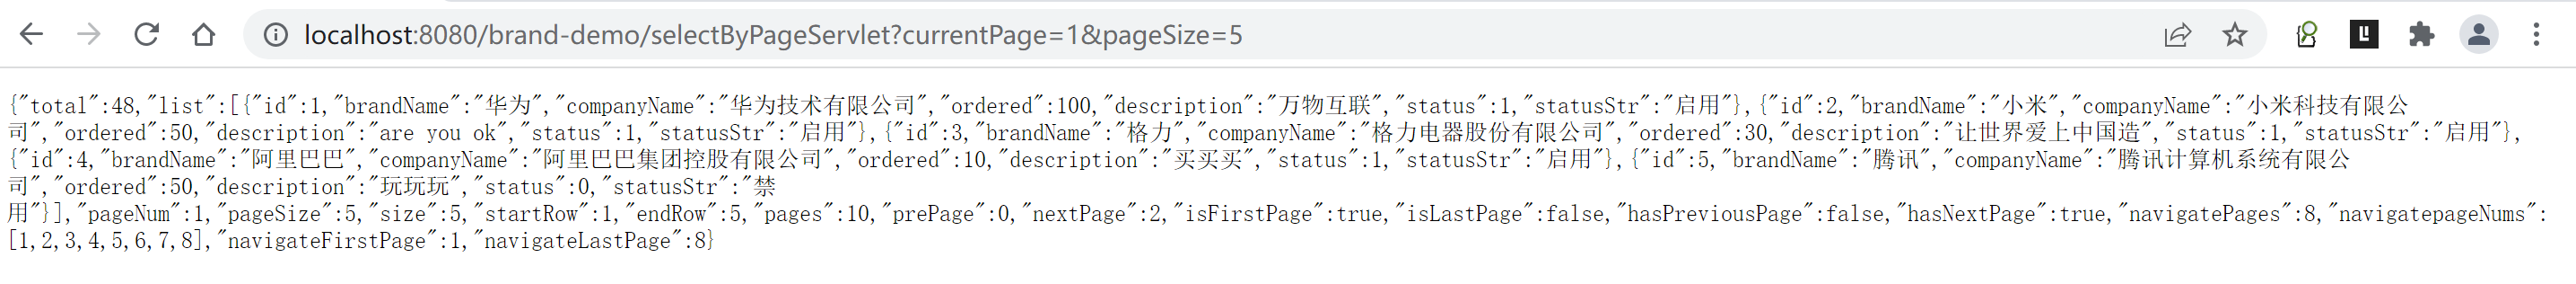 localhost:8080/brand-demo/selectByPageServlet?currentPage=1&pageSize=5
{"total":48,"list":[{"id":1,"brandName":"华为","companyName":"华为技术有限公司","ordered":100,"description":"万物互联","status":1,"statusStr":"启用"},{"id":2,"brandName":"小米","companyName":"小米科技有限公
司","ordered":50,"description":"are you ok","status":1,"statusStr":"启用"},{"id":3,"brandName":"格力","companyName":"格力电器股份有限公司","ordered":30,"description":"让世界爱上中国造","status":1,"statusStr":"启用"},
{"id":4,"brandName":"阿里巴巴","companyName":"阿里巴巴集团控股有限公司","ordered":10,"description":"买买买","status":1,"statusStr":"启用"},{"id":5,"brandName":"腾讯","companyName":"腾讯计算机系统有限公
司","ordered":50,"description":"玩玩玩","status":0,"statusStr":"禁
用"}],"pageNum":1,"pageSize":5,"size":5,"startRow":1,"endRow":5,"pages":10,"prePage":0,"nextPage":2,"isFirstPage":true,"isLastPage":false,"hasPreviousPage":false,"hasNextPage":true,"navigatePages":8,"navigatepageNums":
[1,2,3,4,5,6,7,8],"navigateFirstPage":1,"navigateLastPage":8}